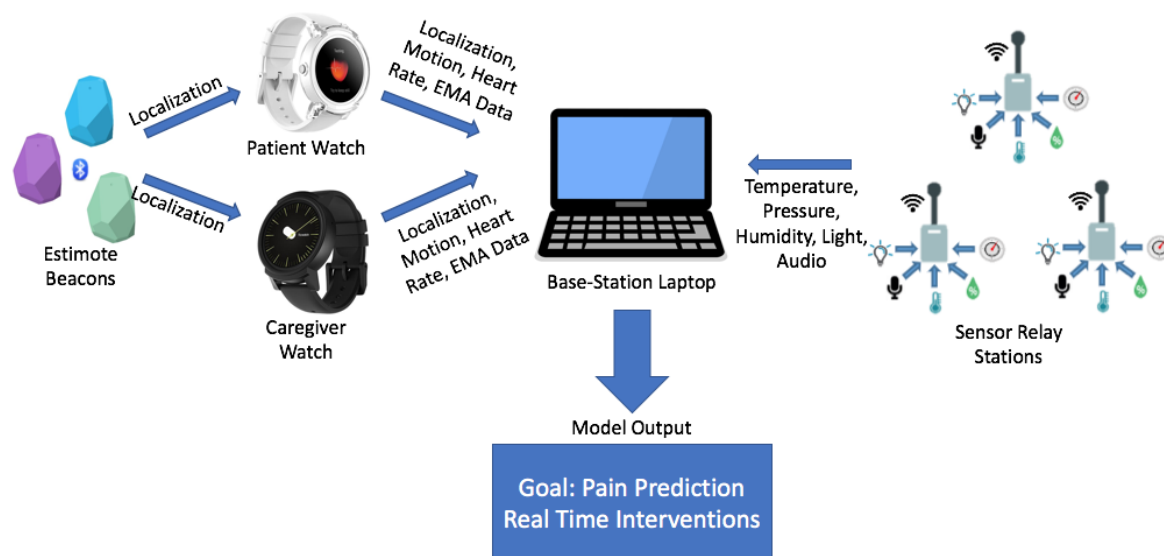 Localization
Localization
Estimote
Beacons
Patient Watch
Caregiver
Watch
Localization,
Motion, Heart
Rate, EMA Data
Localization,
Motion, Heart
Rate, EMA Data
Base-Station Laptop
Temperature,
Pressure,
Humidity, Light,
Audio
Sensor Relay
Stations
Model Output
Goal: Pain Prediction
Real Time Interventions